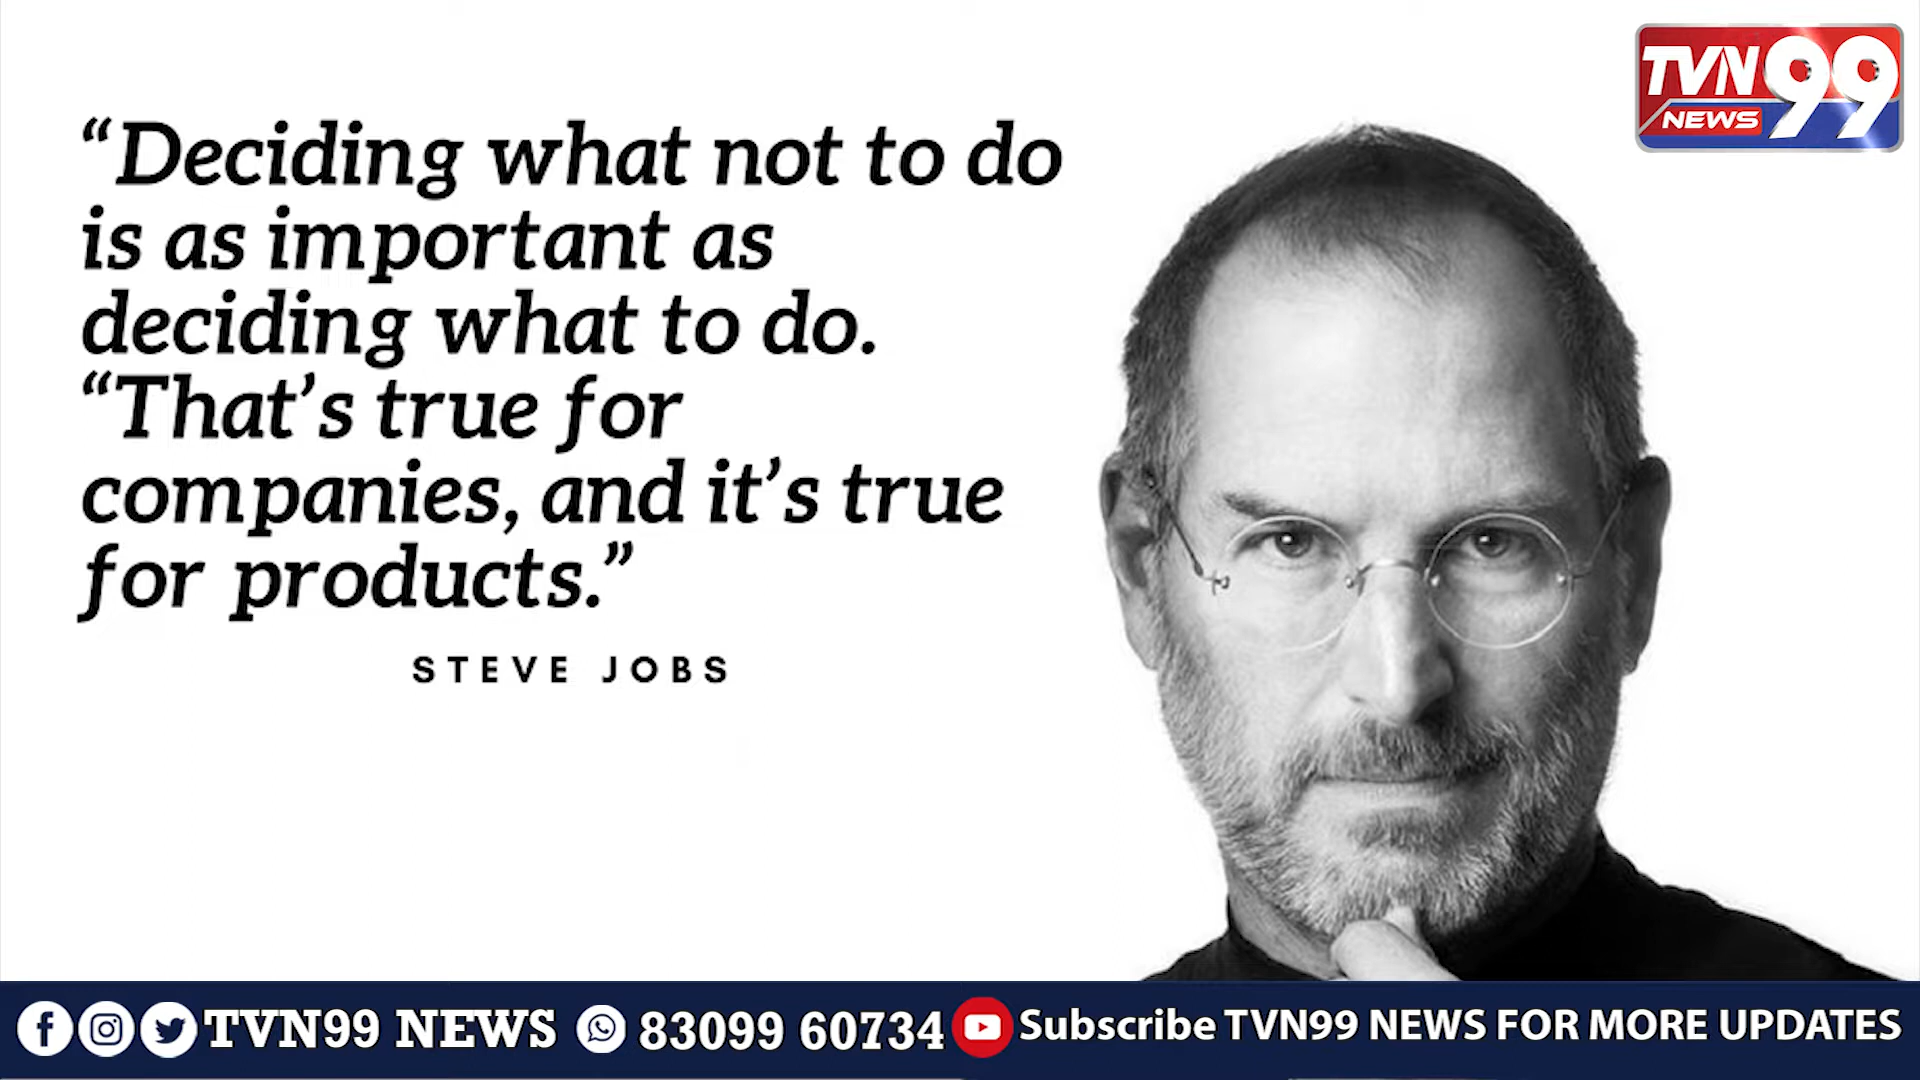 TVN99
NEWS
“Deciding what not to do
is as important as
deciding what to do.
“That’s true for
companies, and it’s true
for products.”
STEVE JOBS
TVN99 NEWS 83099 60734 Subscribe TVN99 NEWS FOR MORE UPDATES